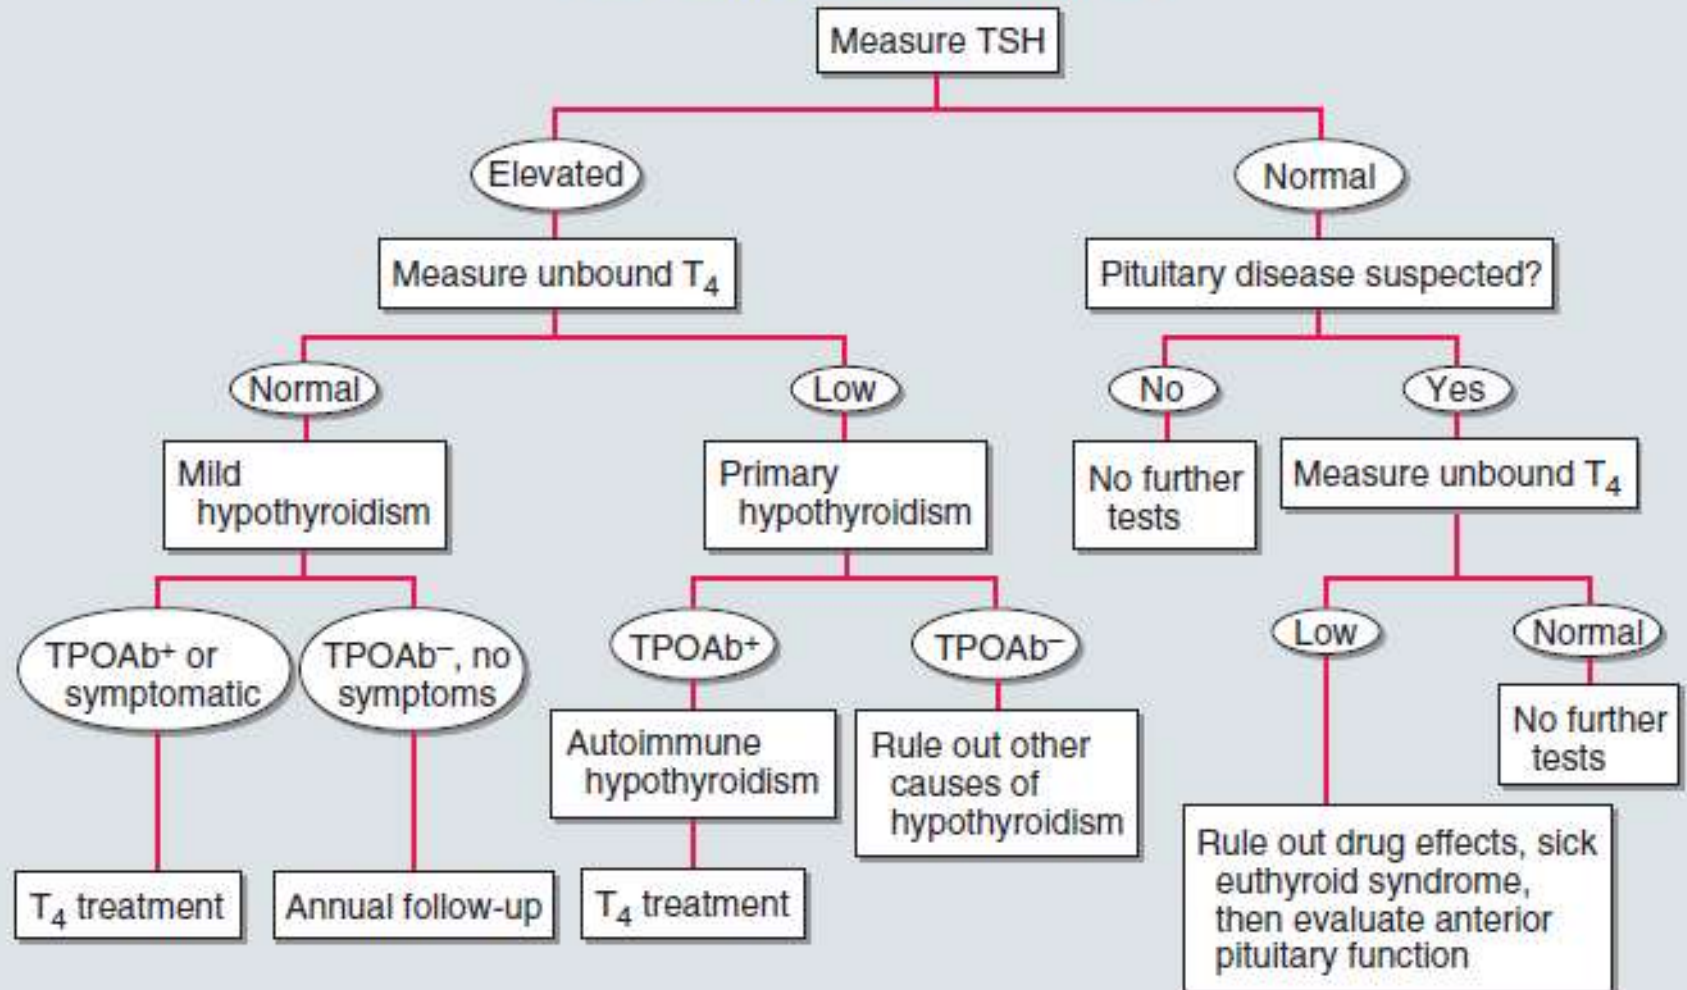 Measure TSH
Elevated
Normal
Measure unbound T₄
Pituitary disease suspected?
Normal
Low
No
Yes
Mild
hypothyroidism
Primary
hypothyroidism
No further
tests
Measure unbound T₄
TPOAb⁺ or
symptomatic
TPOAb⁻, no
symptoms
TPOAb⁺
TPOAb⁻
Low
Normal
Autoimmune
hypothyroidism
Rule out other
causes of
hypothyroidism
No further
tests
T₄ treatment
Annual follow-up
T₄ treatment
Rule out drug effects, sick
euthyroid syndrome,
then evaluate anterior
pituitary function